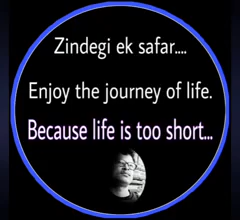 Zindegi ek safar....
Enjoy the journey of life.
Because life is too short...